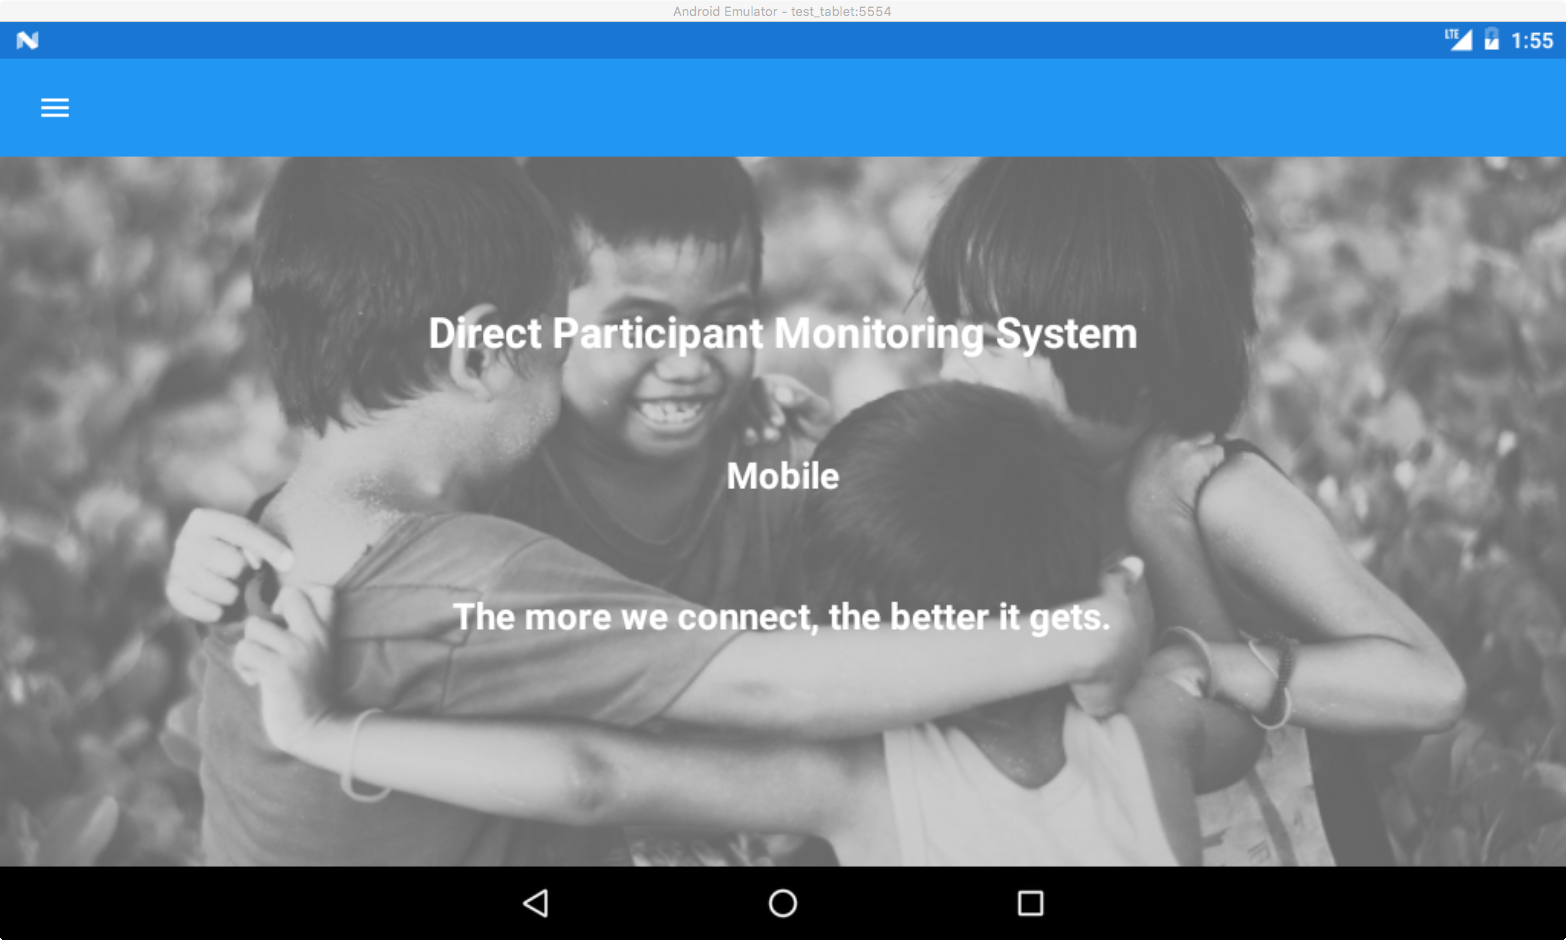 Android Emulator - test_tablet:5554
LTE 1:55
Direct Participant Monitoring System
Mobile
The more we connect, the better it gets.